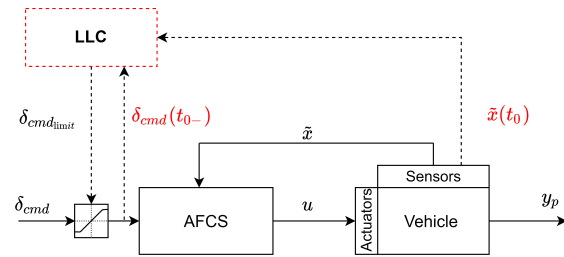 LLC
δ_{cmd_{limit}}
δ_{cmd}(t_{0−})
x̃(t_0)
x̃
Sensors
δ_{cmd}
AFCS
u
Actuators
Vehicle
y_p